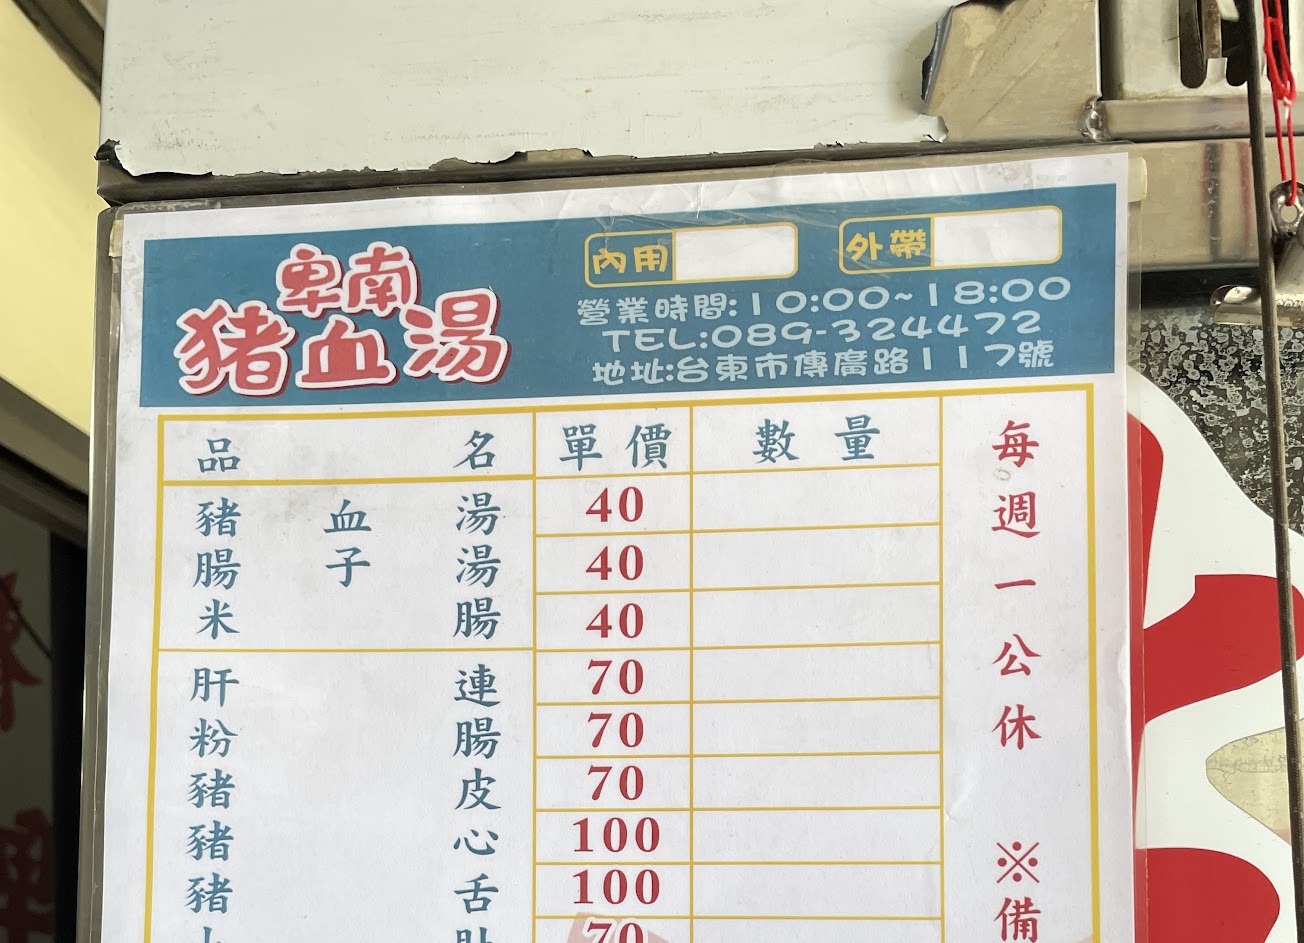 卑南
豬血湯
內用
外帶
營業時間:10:00~18:00
TEL:089-324472
地址:台東市傳廣路117號
品名 單價 數量
豬血湯 40
腸子湯 40
米腸 40
肝連 70
粉腸 70
豬皮 70
豬心 100
豬舌 100
70
每週一公休
※備